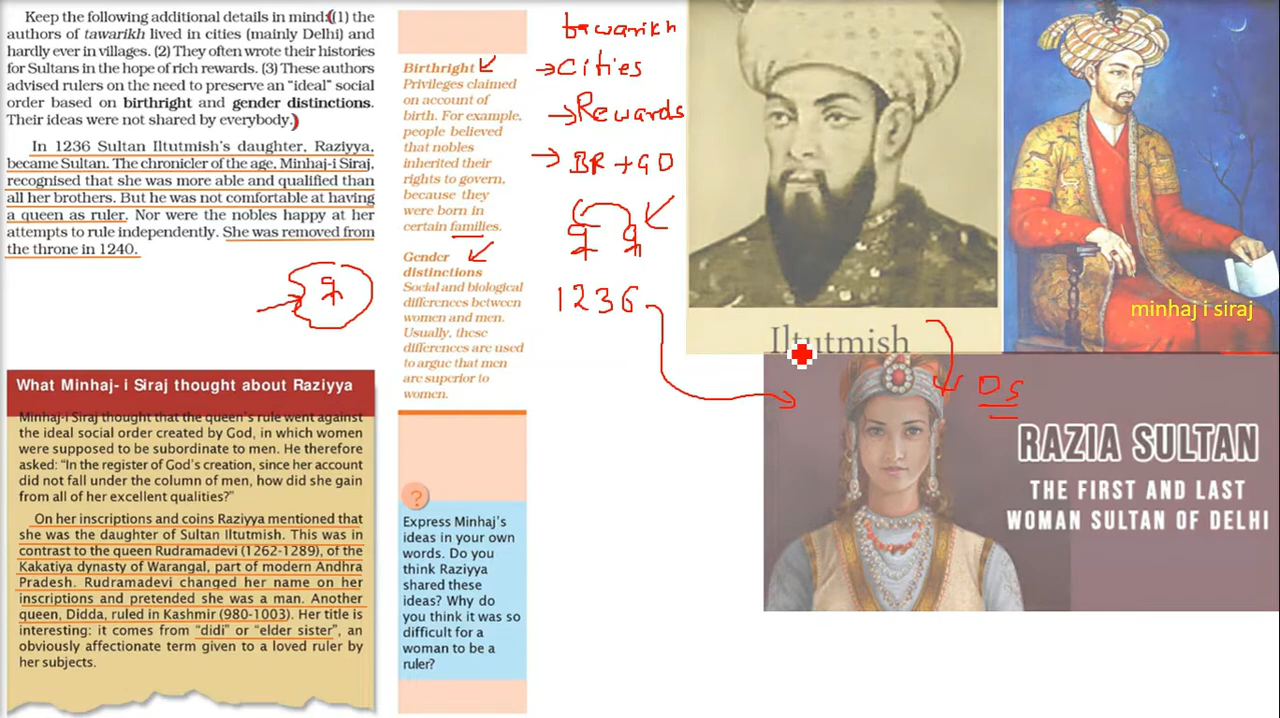 Keep the following additional details in mind: (1) the
authors of tawarikh lived in cities (mainly Delhi) and
hardly ever in villages. (2) They often wrote their histories
for Sultans in the hope of rich rewards. (3) These authors
advised rulers on the need to preserve an “ideal” social
order based on birthright and gender distinctions.
Their ideas were not shared by everybody.
In 1236 Sultan Iltutmish's daughter, Raziyya,
became Sultan. The chronicler of the age, Minhaj-i Siraj,
recognised that she was more able and qualified than
all her brothers. But he was not comfortable at having
a queen as ruler. Nor were the nobles happy at her
attempts to rule independently. She was removed from
the throne in 1240.
What Minhaj- i Siraj thought about Raziyya
Minhaj-i Siraj thought that the queen's rule went against
the ideal social order created by God, in which women
were supposed to be subordinate to men. He therefore
asked: “In the register of God's creation, since her account
did not fall under the column of men, how did she gain
from all of her excellent qualities?”
On her inscriptions and coins Raziyya mentioned that
she was the daughter of Sultan Iltutmish. This was in
contrast to the queen Rudramadevi (1262-1289), of the
Kakatiya dynasty of Warangal, part of modern Andhra
Pradesh. Rudramadevi changed her name on her
inscriptions and pretended she was a man. Another
queen, Didda, ruled in Kashmir (980-1003). Her title is
interesting: it comes from “didi” or “elder sister”, an
obviously affectionate term given to a loved ruler by
her subjects.
Birthright
Privileges claimed
on account of
birth. For example,
people believed
that nobles
inherited their
rights to govern,
because they
were born in
certain families.
Gender
distinctions
Social and biological
differences between
women and men.
Usually, these
differences are used
to argue that men
are superior to
women.
?
Express Minhaj's
ideas in your own
words. Do you
think Raziyya
shared these
ideas? Why do
you think it was so
difficult for a
woman to be a
ruler?
tawarikh
→ Cities
→ Rewards
→ BR + GD
1236
Iltutmish
minhaj i siraj
DS
RAZIA SULTAN
THE FIRST AND LAST
WOMAN SULTAN OF DELHI